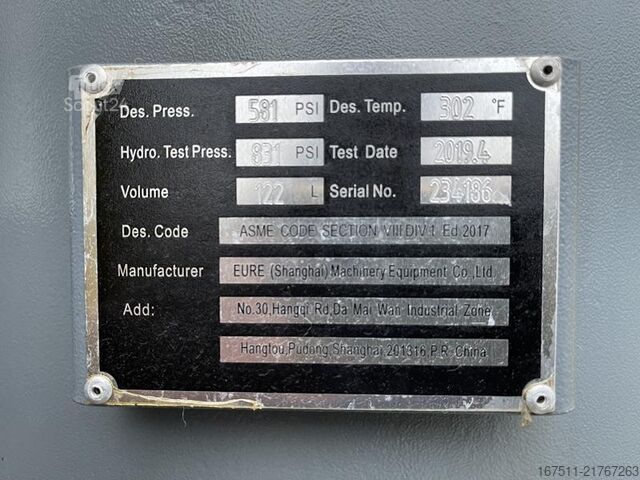 Truck
Scout24
Des. Press. 581 PSI Des. Temp. 302 °F
Hydro. Test Press. 831 PSI Test Date 2019.4
Volume 122 L Serial No. 234186
Des. Code ASME CODE SECTION VIII DIV.1 Ed.2017
Manufacturer EURE (Shanghai) Machinery Equipment Co.,Ltd.
Add: No.30,Hangqi Rd,Da Mai Wan Industrial Zone
Hangtou,Pudong,Shanghai 201316,P.R.China
167511-21767263